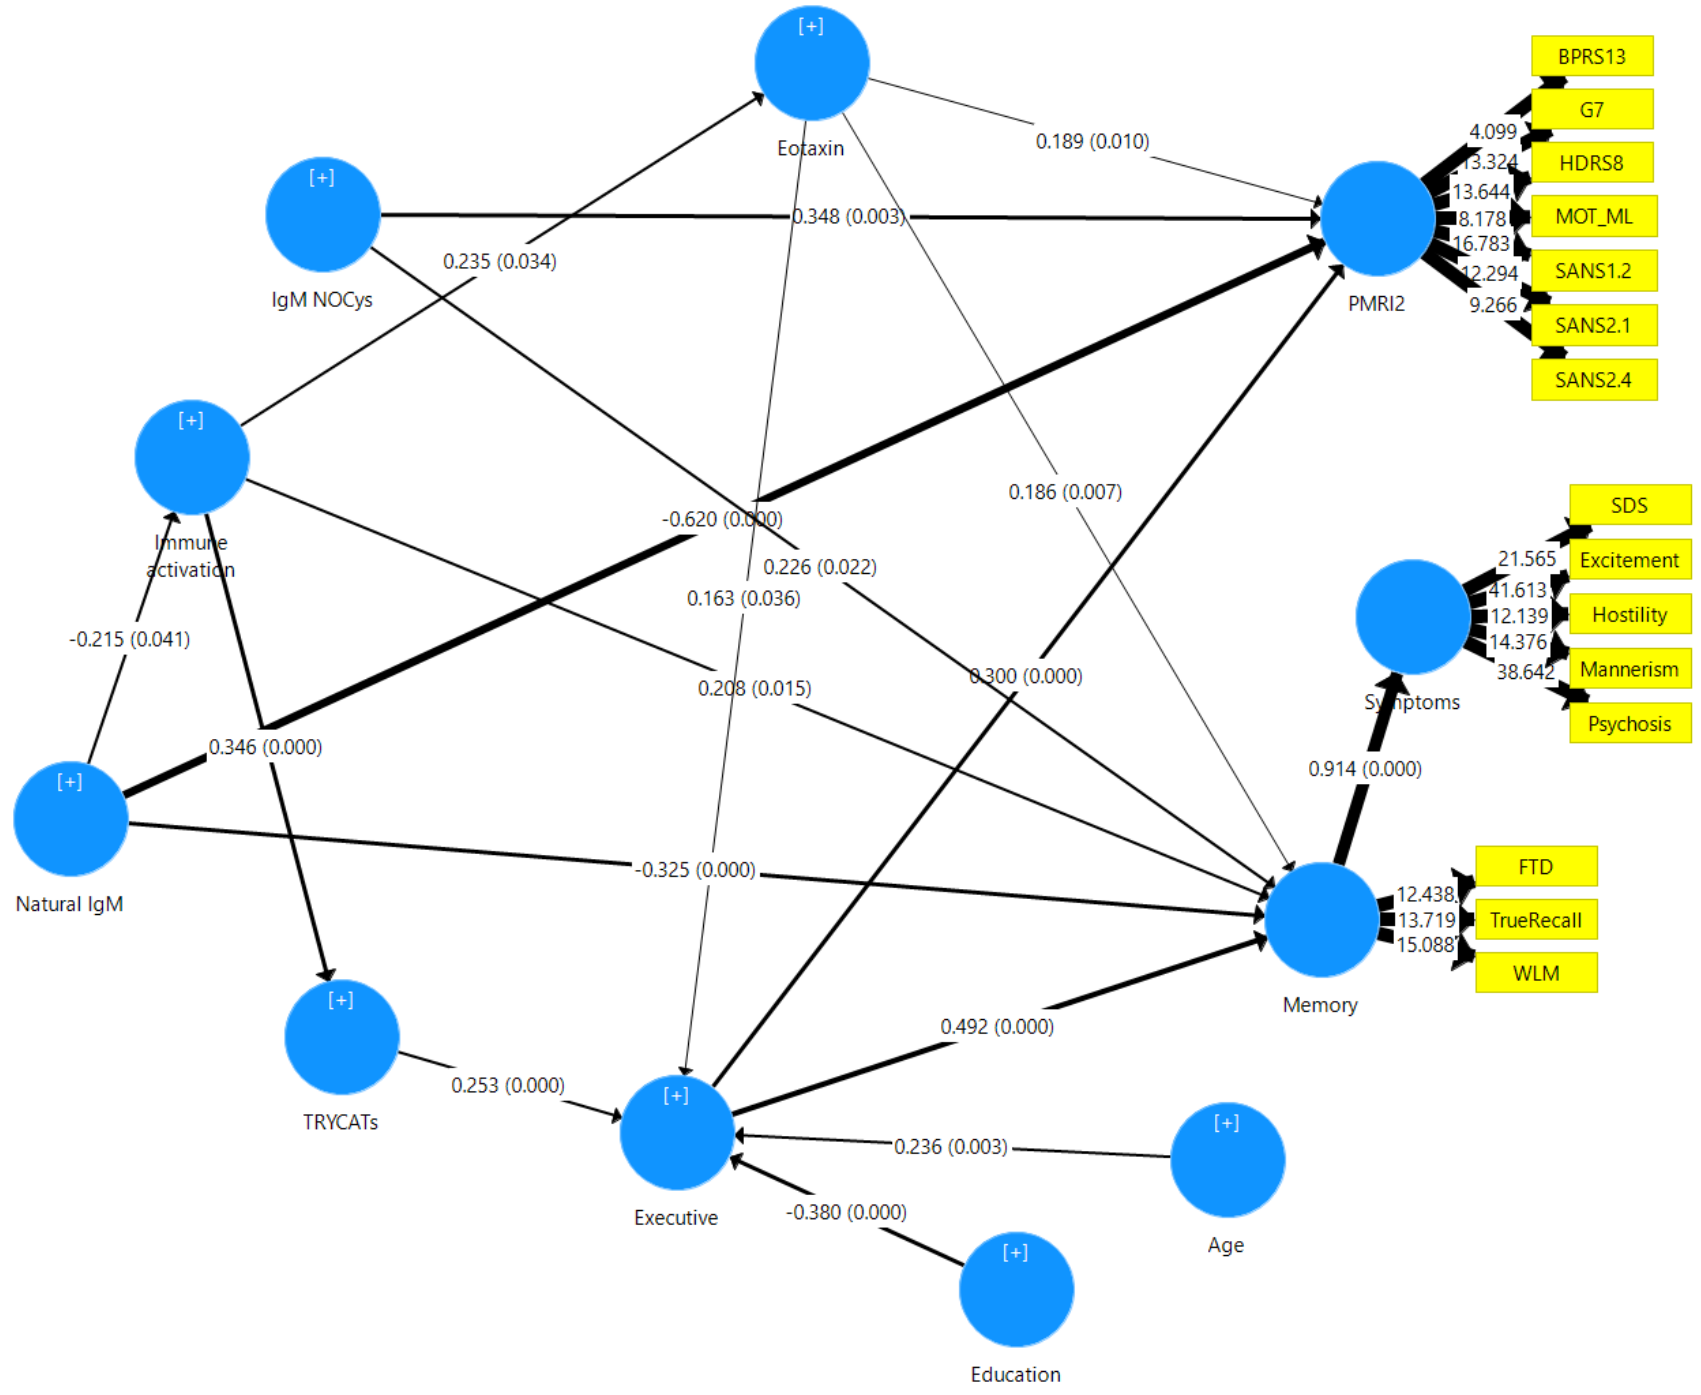 [+]
Eotaxin
BPRS13
G7
4.099
0.189 (0.010)
13.324
HDRS8
[+]
13.644
0.348 (0.003)
8.178
MOT_ML
16.783
0.235 (0.034)
SANS1.2
12.294
IgM NOCys
PMRI2
9.266
SANS2.1
SANS2.4
[+]
0.186 (0.007)
SDS
-0.620 (0.000)
Immune
activation
21.565
Excitement
0.226 (0.022)
41.613
0.163 (0.036)
12.139
Hostility
-0.215 (0.041)
14.376
38.642
Mannerism
0.300 (0.000)
0.208 (0.015)
Symptoms
Psychosis
0.346 (0.000)
0.914 (0.000)
[+]
-0.325 (0.000)
FTD
12.438
Natural IgM
13.719
TrueRecall
15.088
WLM
[+]
Memory
0.492 (0.000)
0.253 (0.000)
[+]
TRYCATs
[+]
0.236 (0.003)
-0.380 (0.000)
Executive
Age
[+]
Education